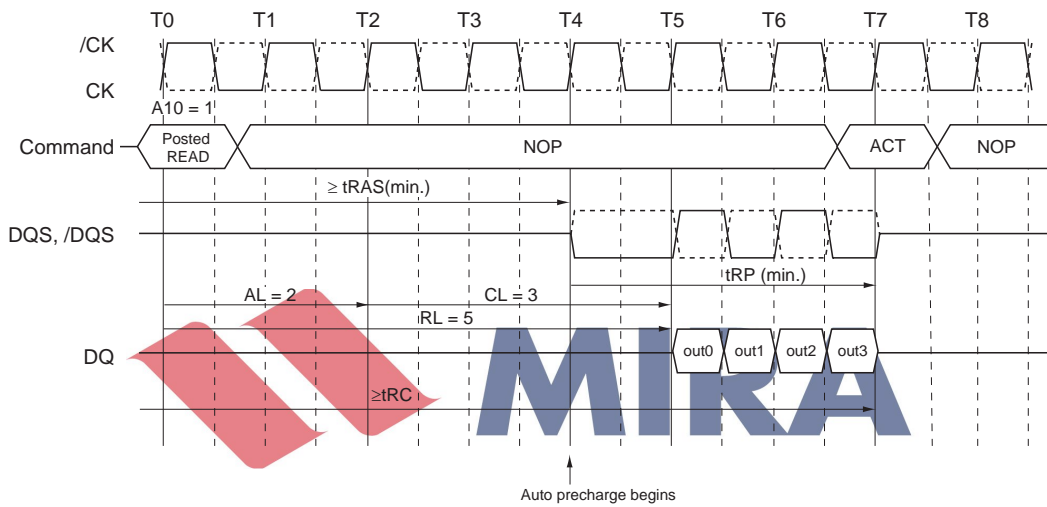 T0 T1 T2 T3 T4 T5 T6 T7 T8
/CK
CK
A10 = 1
Command
Posted
READ
NOP
ACT
NOP
≥ tRAS(min.)
DQS, /DQS
tRP (min.)
AL = 2
CL = 3
RL = 5
DQ
out0 out1 out2 out3
MIRA
≥tRC
Auto precharge begins